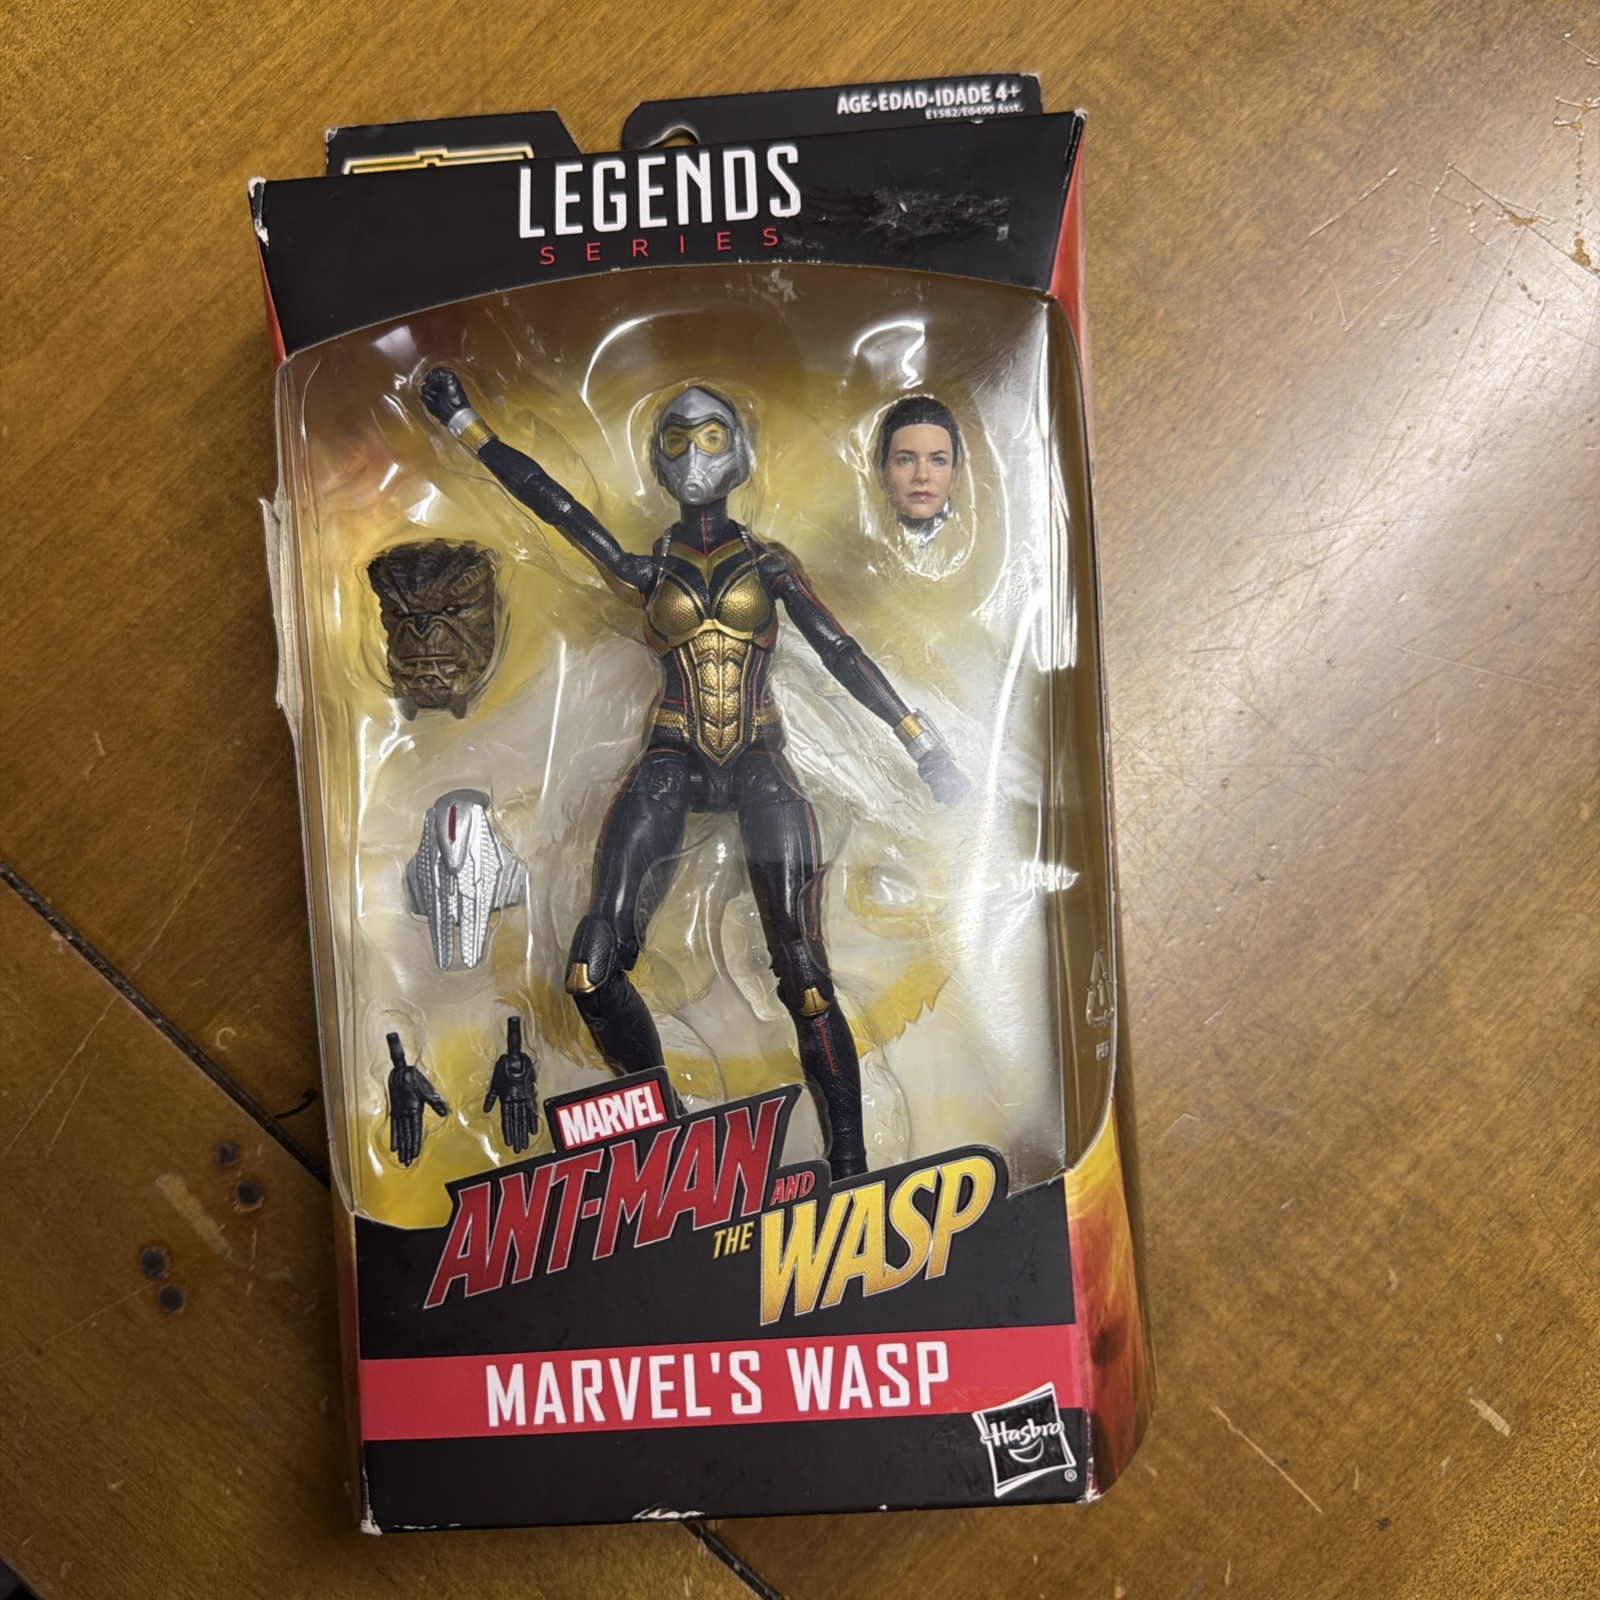 AGE•EDAD•IDADE 4+
E1582/E0490 Asst.
LEGENDS
SERIES
MARVEL
ANT-MAN
AND
THE WASP
MARVEL'S WASP
Hasbro
®